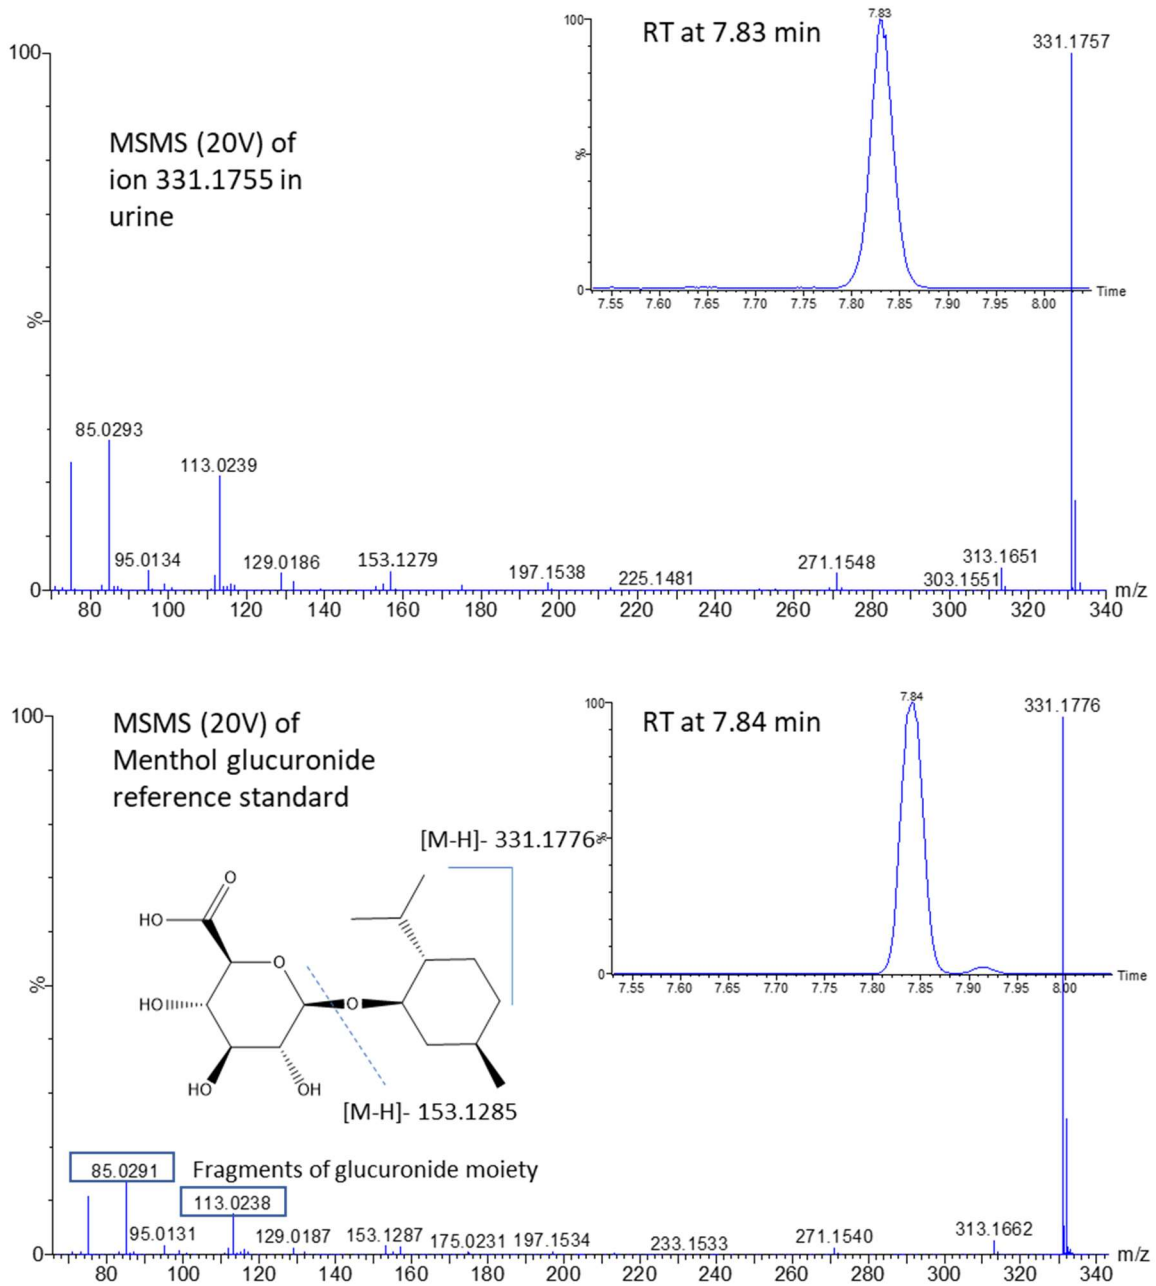 7.83
100
RT at 7.83 min
331.1757
100
MSMS (20V) of
ion 331.1755 in
urine
%
0
Time
7.55 7.60 7.65 7.70 7.75 7.80 7.85 7.90 7.95 8.00
%
85.0293
113.0239
95.0134
129.0186
153.1279
197.1538
225.1481
271.1548
303.1551
313.1651
0
m/z
80 100 120 140 160 180 200 220 240 260 280 300 320 340
7.84
100
RT at 7.84 min
331.1776
100
MSMS (20V) of
Menthol glucuronide
reference standard
[M-H]- 331.1776
%
O
HO
O
HO
O
HO
OH
0
Time
7.55 7.60 7.65 7.70 7.75 7.80 7.85 7.90 7.95 8.00
%
[M-H]- 153.1285
85.0291
Fragments of glucuronide moiety
113.0238
95.0131
129.0187
153.1287
175.0231
197.1534
233.1533
271.1540
313.1662
0
m/z
80 100 120 140 160 180 200 220 240 260 280 300 320 340